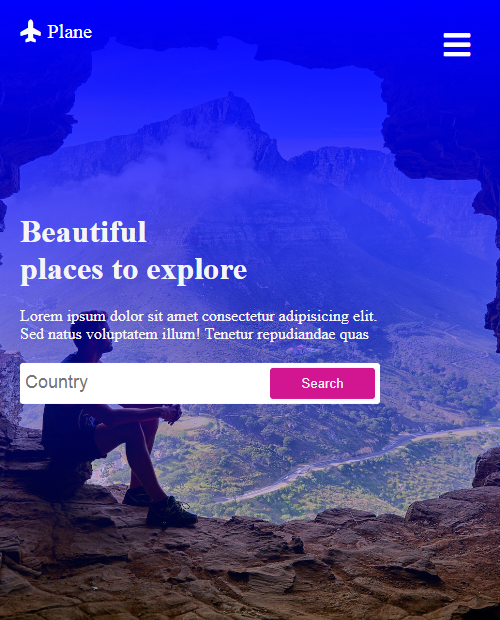 Plane
Beautiful
places to explore
Lorem ipsum dolor sit amet consectetur adipisicing elit.
Sed natus voluptatem illum! Tenetur repudiandae quas
Country
Search